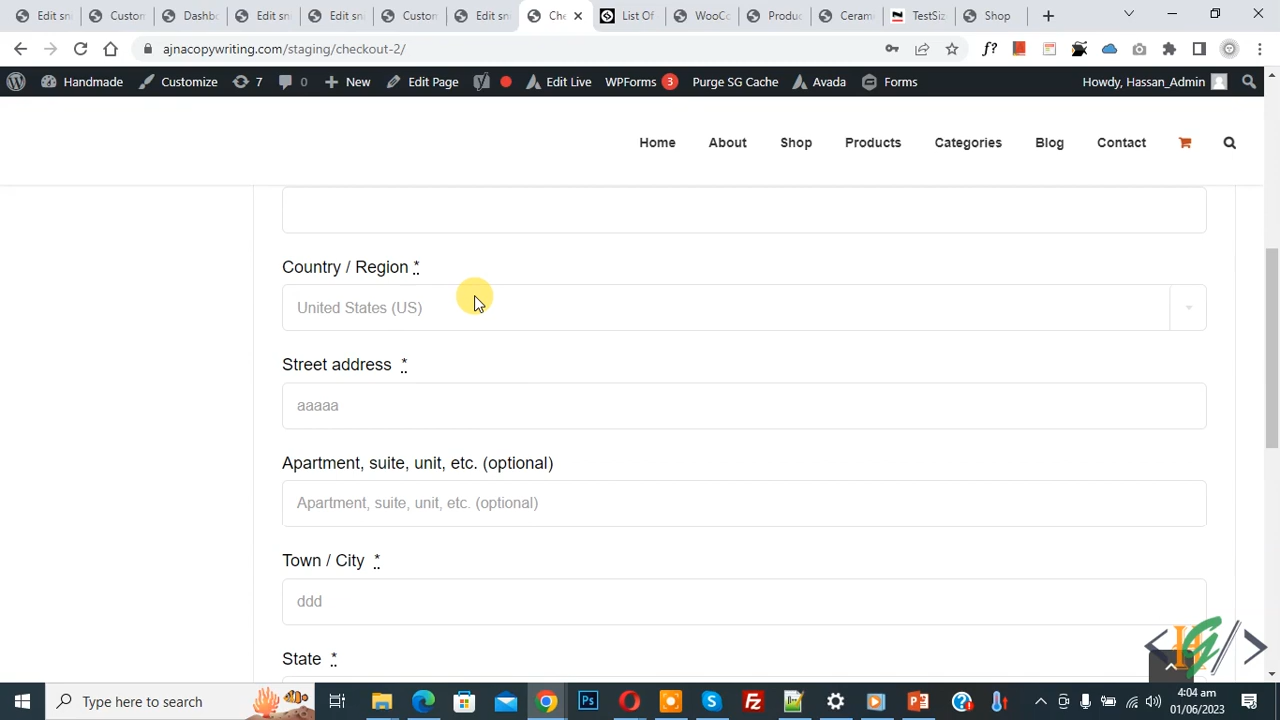 Edit sn
Custom
Dashb
Edit sn
Edit sn
Custom
Edit sn
Che
List Of
WooCo
Produc
Ceram
TestSiz
Shop
ajnacopywriting.com/staging/checkout-2/
Handmade
Customize
7
0
New
Edit Page
Edit Live
WPForms 3
Purge SG Cache
Avada
Forms
Howdy, Hassan_Admin
Home
About
Shop
Products
Categories
Blog
Contact
Country / Region *
United States (US)
Street address *
aaaaa
Apartment, suite, unit, etc. (optional)
Apartment, suite, unit, etc. (optional)
Town / City *
ddd
State *
Type here to search
4:04 am
01/06/2023